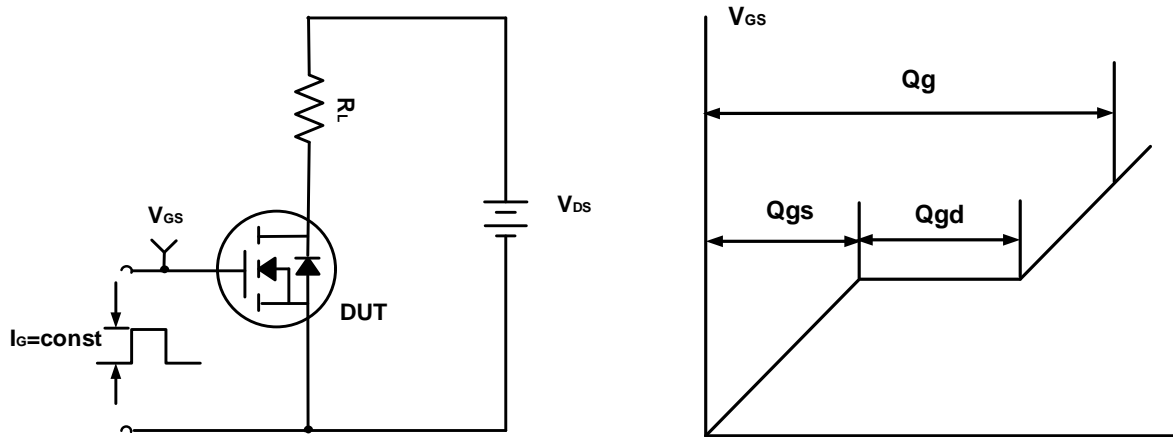 RL
VDS
VGS
DUT
IG=const
VGS
Qg
Qgs
Qgd